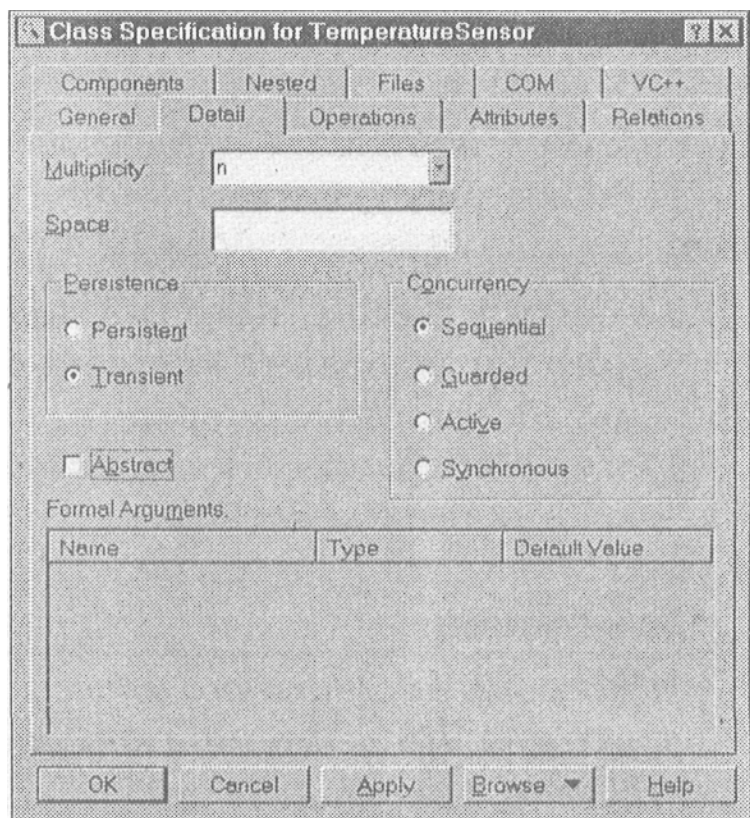 Class Specification for TemperatureSensor
Components Nested Files COM VC++
General Detail Operations Attributes Relations
Multiplicity: n
Space:
Persistence
Persistent
Transient
Concurrency
Sequential
Guarded
Active
Synchronous
Abstract
Formal Arguments:
Name Type Default Value
OK Cancel Apply Browse Help